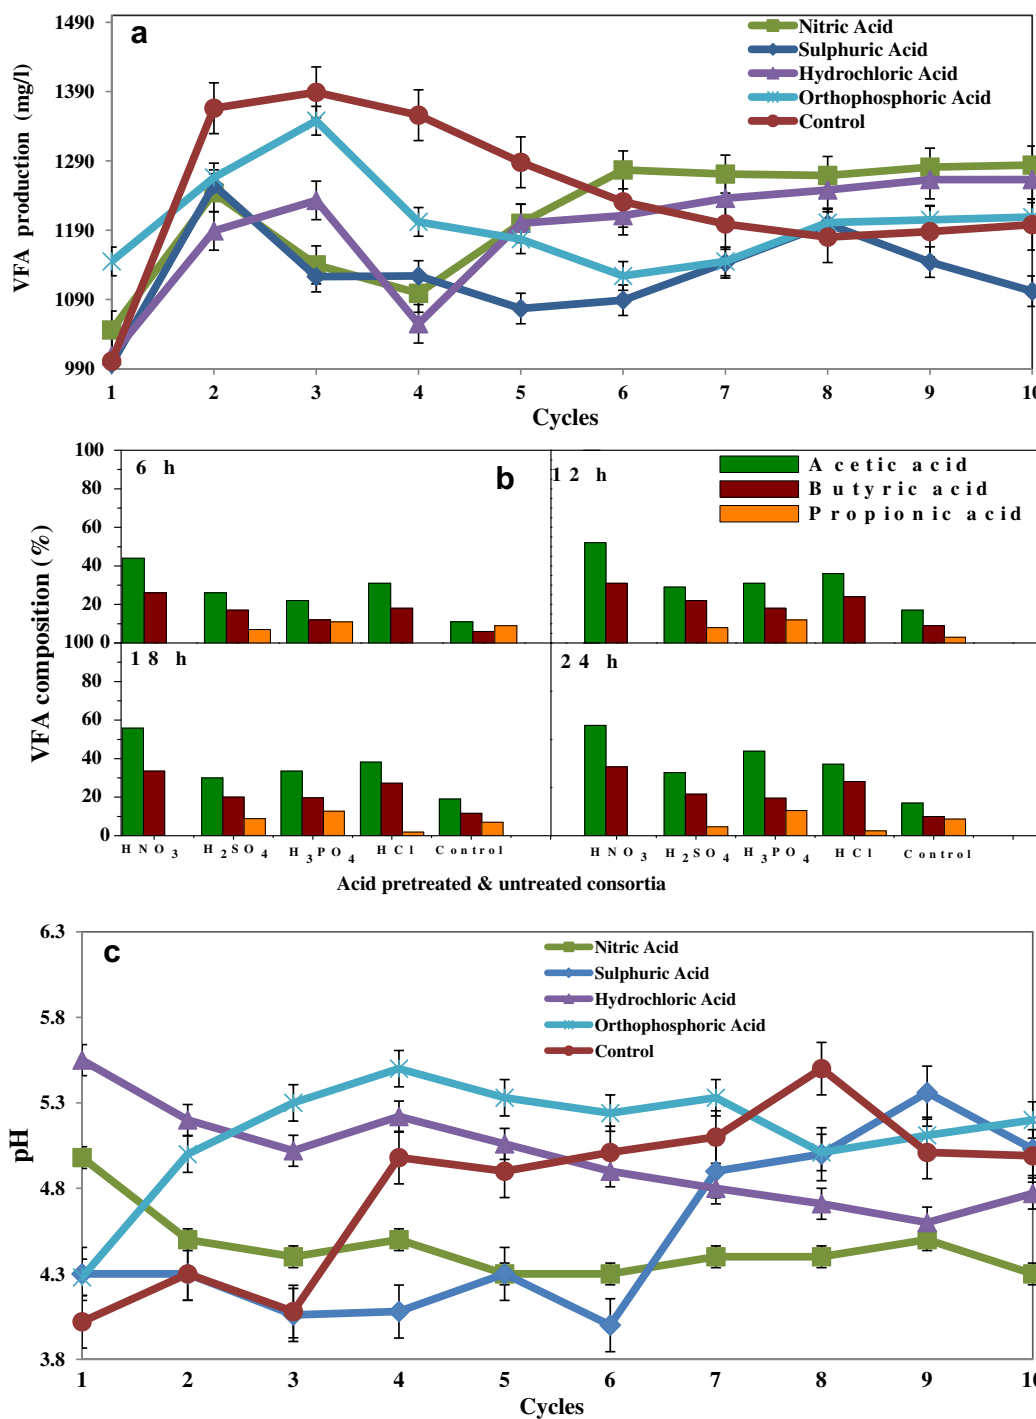 a
1490
1390
1290
1190
1090
990
VFA production (mg/l)
Nitric Acid
Sulphuric Acid
Hydrochloric Acid
Orthophosphoric Acid
Control
1 2 3 4 5 6 7 8 9 10
Cycles
b
VFA composition (%)
100
80
60
40
20
100 0
80
60
40
20
0
6 h
12 h
Acetic acid
Butyric acid
Propionic acid
18 h
24 h
HNO3 H2SO4 H3PO4 HCl Control HNO3 H2SO4 H3PO4 HCl Control
Acid pretreated & untreated consortia
c
6.3
5.8
5.3
4.8
4.3
3.8
pH
Nitric Acid
Sulphuric Acid
Hydrochloric Acid
Orthophosphoric Acid
Control
1 2 3 4 5 6 7 8 9 10
Cycles